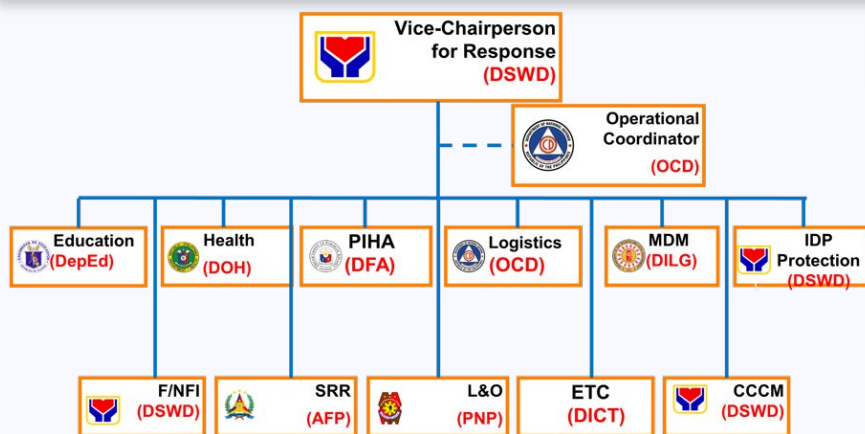 Vice-Chairperson
for Response
(DSWD)
Operational
Coordinator
(OCD)
Education
(DepEd)
Health
(DOH)
PIHA
(DFA)
Logistics
(OCD)
MDM
(DILG)
IDP
Protection
(DSWD)
F/NFI
(DSWD)
SRR
(AFP)
L&O
(PNP)
ETC
(DICT)
CCCM
(DSWD)